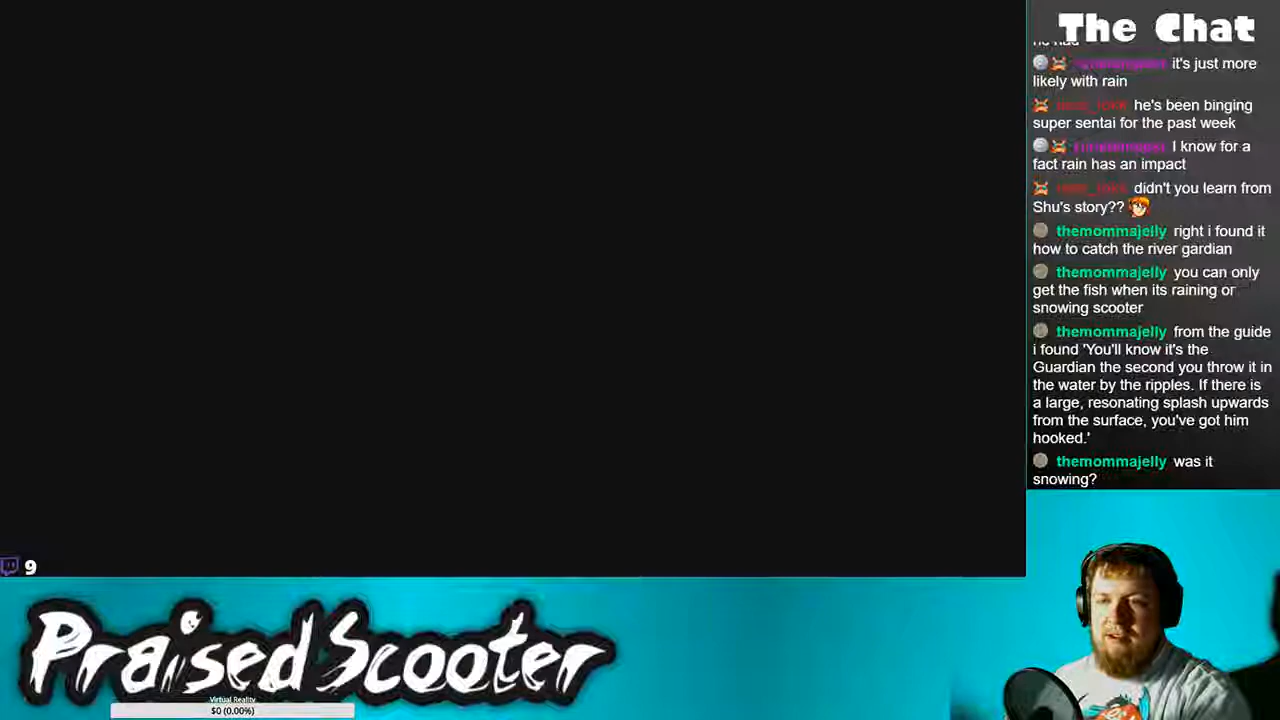 The Chat
it's just more
likely with rain
he's been binging
super sentai for the past week
I know for a
fact rain has an impact
didn't you learn from
Shu's story??
themommajelly right i found it
how to catch the river gardian
themommajelly you can only
get the fish when its raining or
snowing scooter
themommajelly from the guide
i found 'You'll know it's the
Guardian the second you throw it in
the water by the ripples. If there is
a large, resonating splash upwards
from the surface, you've got him
hooked.'
themommajelly was it
snowing?
9
Praised Scooter
Virtual Reality
$0 (0.00%)